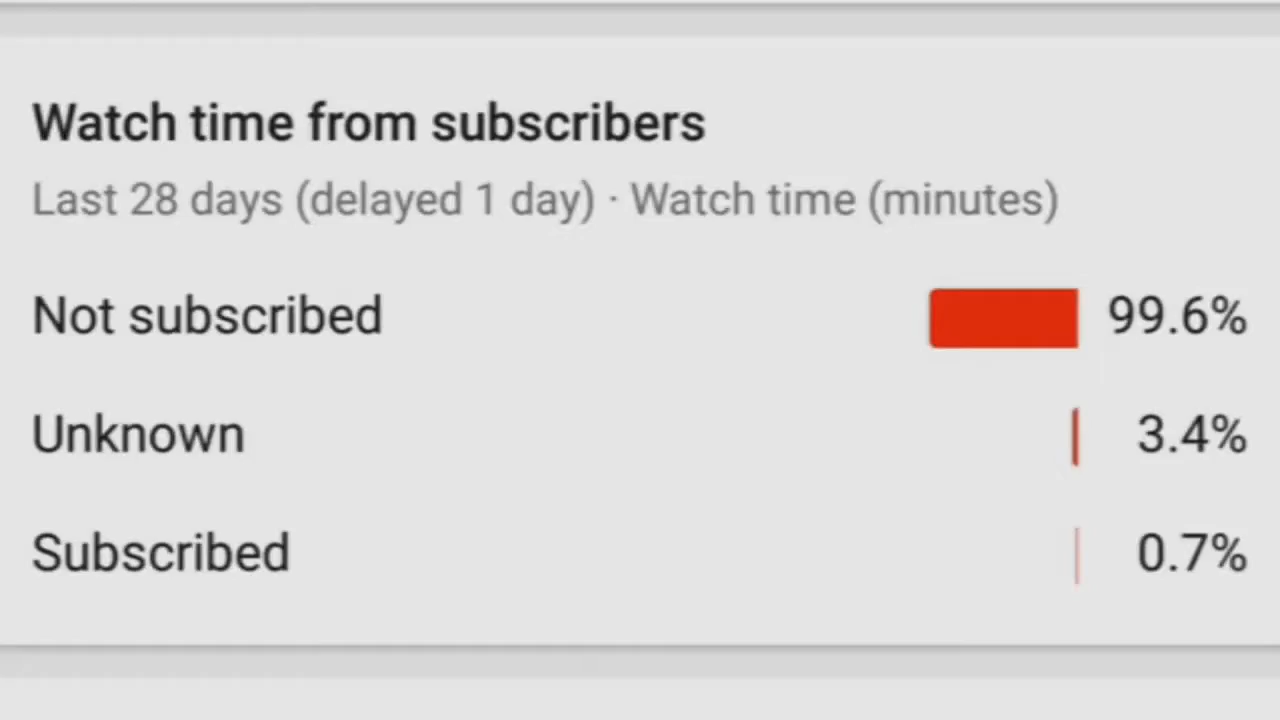 Watch time from subscribers
Last 28 days (delayed 1 day) · Watch time (minutes)
Not subscribed 99.6%
Unknown 3.4%
Subscribed 0.7%